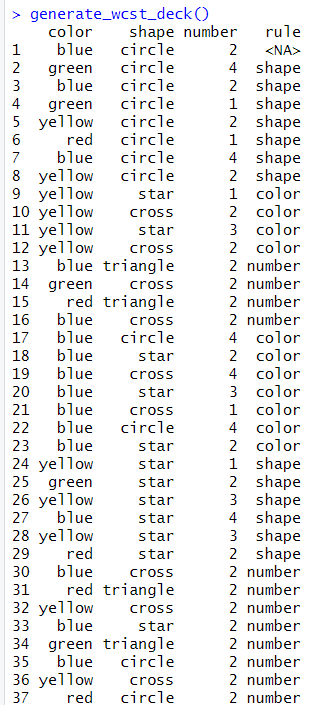 > generate_wcst_deck()
color shape number rule
1 blue circle 2 <NA>
2 green circle 4 shape
3 blue circle 2 shape
4 green circle 1 shape
5 yellow circle 2 shape
6 red circle 1 shape
7 blue circle 4 shape
8 yellow circle 2 shape
9 yellow star 1 color
10 yellow cross 2 color
11 yellow star 3 color
12 yellow cross 2 color
13 blue triangle 2 number
14 green cross 2 number
15 red triangle 2 number
16 blue cross 2 number
17 blue circle 4 color
18 blue star 2 color
19 blue cross 4 color
20 blue star 3 color
21 blue cross 1 color
22 blue circle 4 color
23 blue star 2 color
24 yellow star 1 shape
25 green star 2 shape
26 yellow star 3 shape
27 blue star 4 shape
28 yellow star 3 shape
29 red star 2 shape
30 blue cross 2 number
31 red triangle 2 number
32 yellow cross 2 number
33 blue star 2 number
34 green triangle 2 number
35 blue circle 2 number
36 yellow cross 2 number
37 red circle 2 number